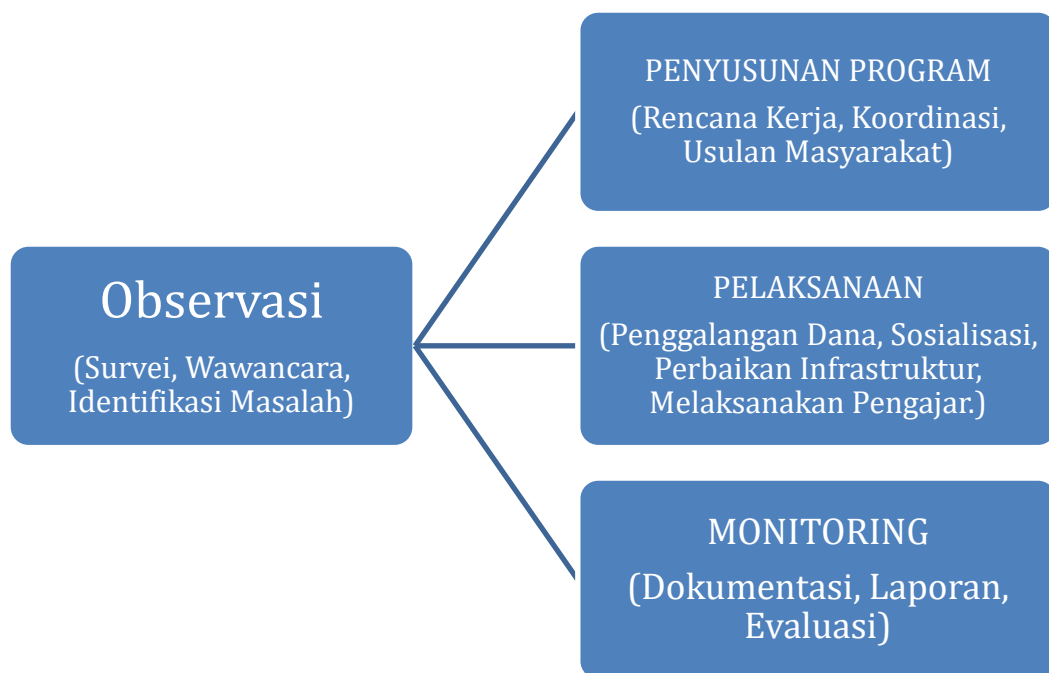 Observasi
(Survei, Wawancara,
Identifikasi Masalah)
PENYUSUNAN PROGRAM
(Rencana Kerja, Koordinasi,
Usulan Masyarakat)
PELAKSANAAN
(Penggalangan Dana, Sosialisasi,
Perbaikan Infrastruktur,
Melaksanakan Pengajar.)
MONITORING
(Dokumentasi, Laporan,
Evaluasi)